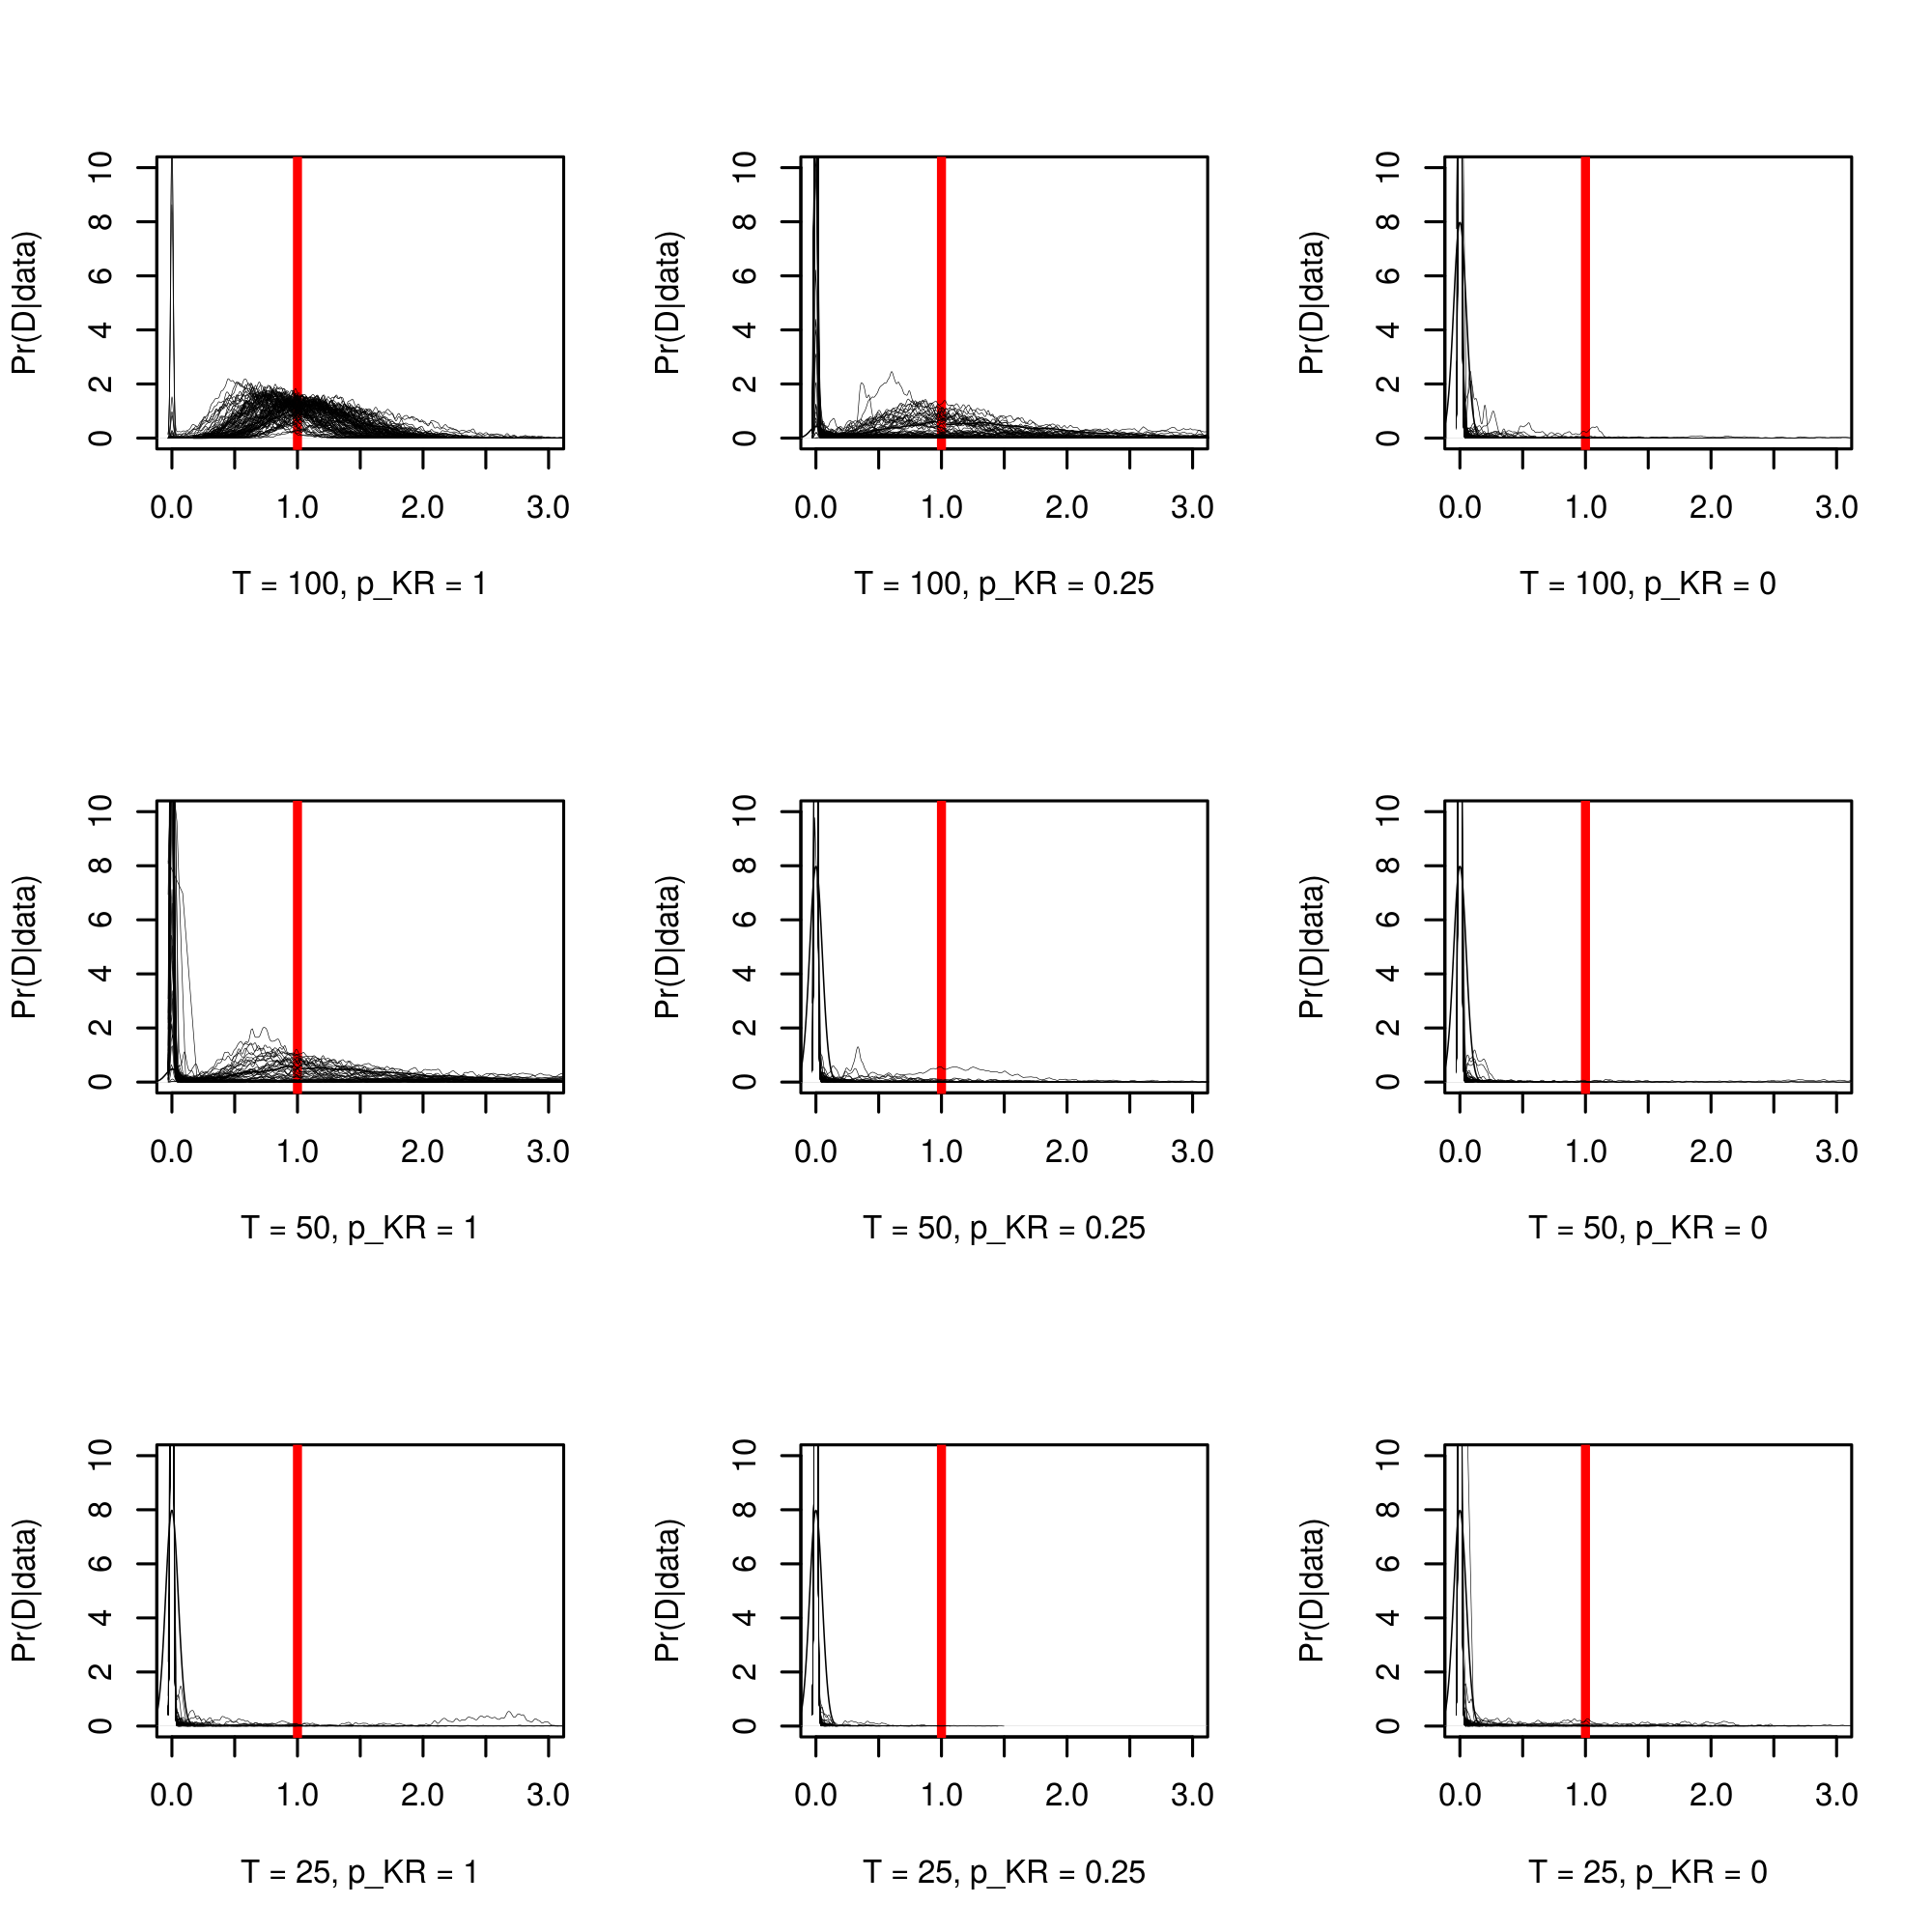 Pr(D|data)
10
8
6
4
2
0
0.0 1.0 2.0 3.0
T = 100, p_KR = 1
Pr(D|data)
10
8
6
4
2
0
0.0 1.0 2.0 3.0
T = 100, p_KR = 0.25
Pr(D|data)
10
8
6
4
2
0
0.0 1.0 2.0 3.0
T = 100, p_KR = 0
Pr(D|data)
10
8
6
4
2
0
0.0 1.0 2.0 3.0
T = 50, p_KR = 1
Pr(D|data)
10
8
6
4
2
0
0.0 1.0 2.0 3.0
T = 50, p_KR = 0.25
Pr(D|data)
10
8
6
4
2
0
0.0 1.0 2.0 3.0
T = 50, p_KR = 0
Pr(D|data)
10
8
6
4
2
0
0.0 1.0 2.0 3.0
T = 25, p_KR = 1
Pr(D|data)
10
8
6
4
2
0
0.0 1.0 2.0 3.0
T = 25, p_KR = 0.25
Pr(D|data)
10
8
6
4
2
0
0.0 1.0 2.0 3.0
T = 25, p_KR = 0